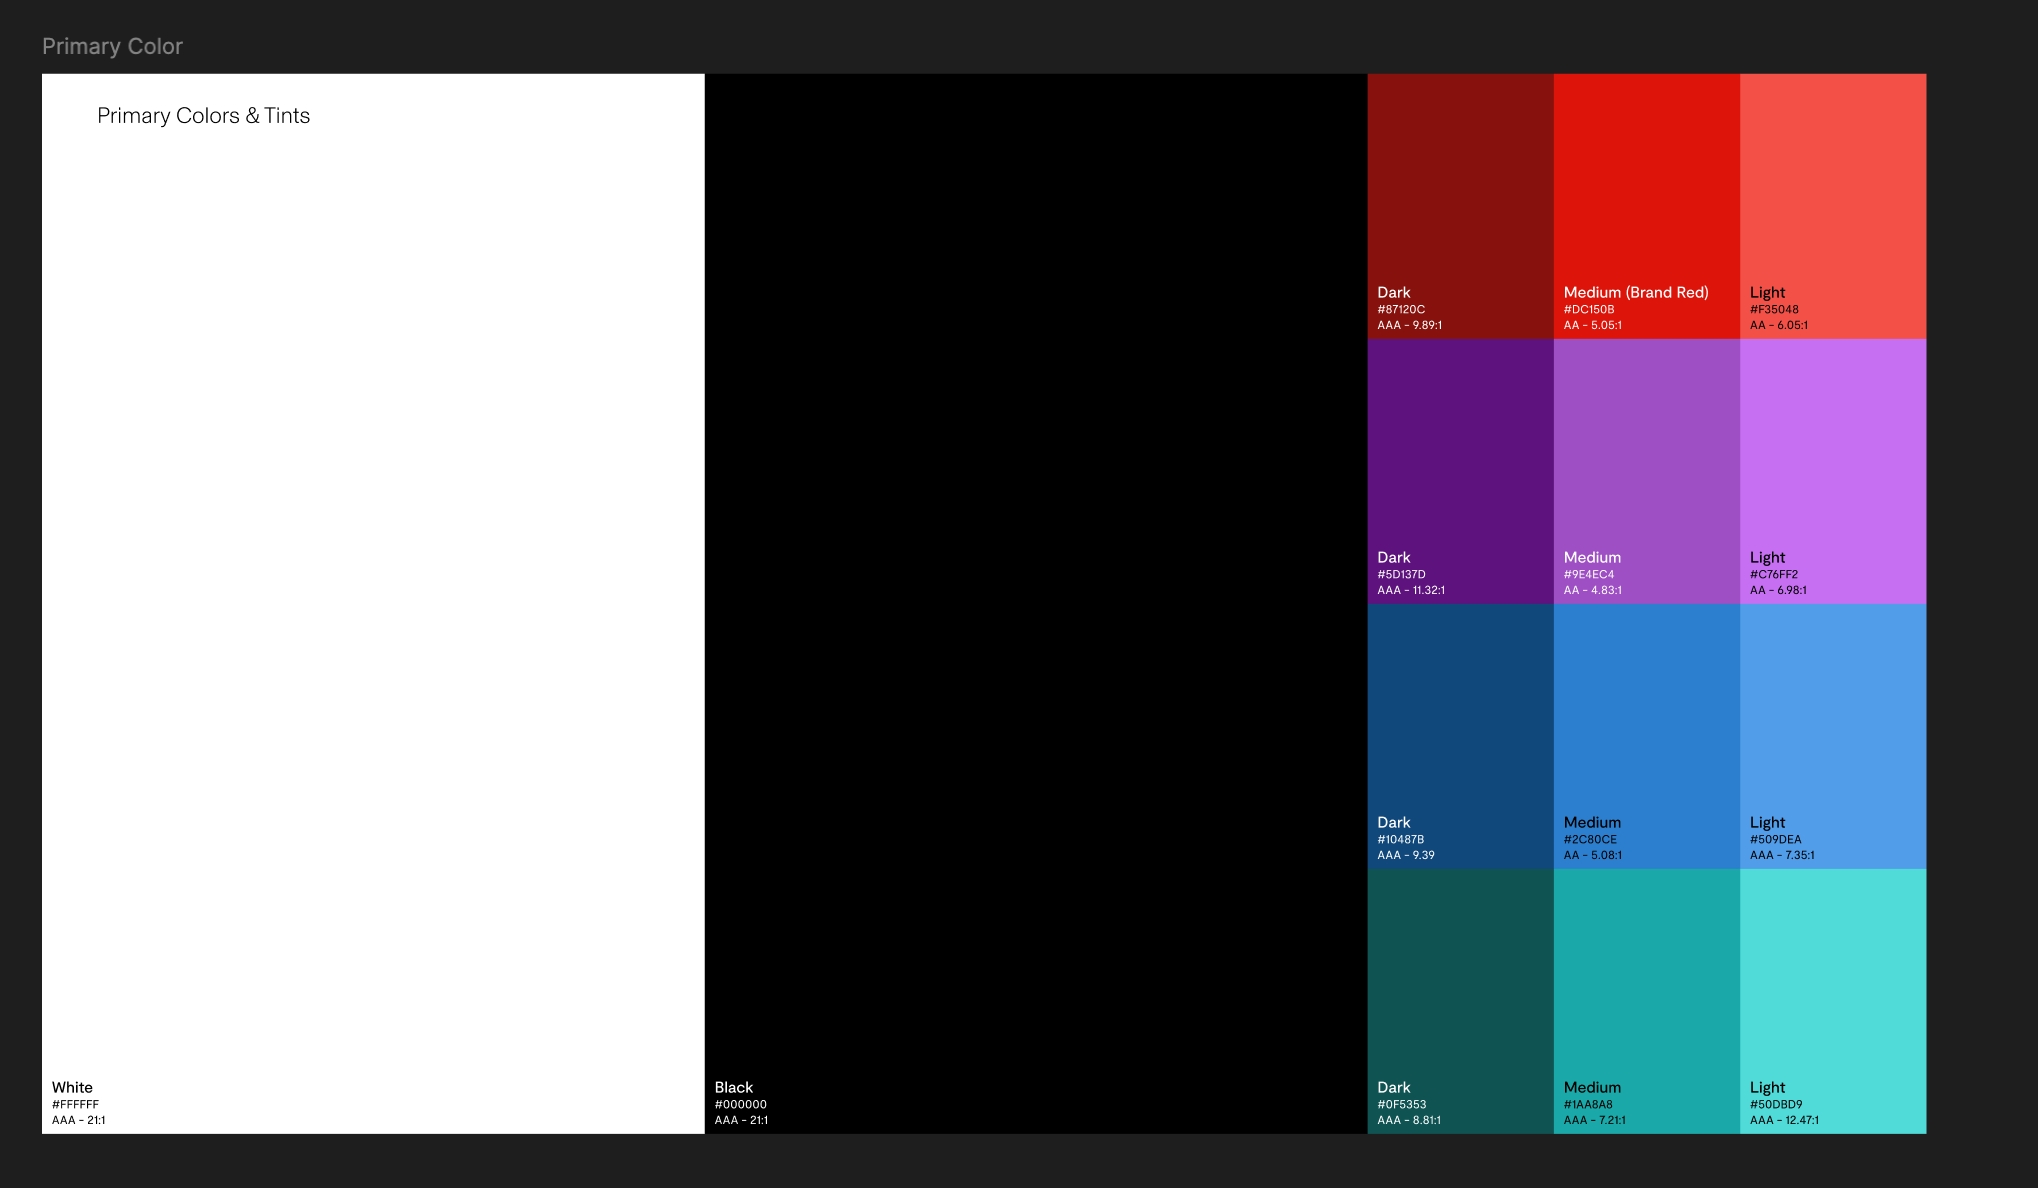 Primary Color
Primary Colors & Tints
White
#FFFFFF
AAA - 21:1
Black
#000000
AAA - 21:1
Dark
#87120C
AAA - 9.89:1
Medium (Brand Red)
#DC150B
AA - 5.05:1
Light
#F35048
AA - 6.05:1
Dark
#5D137D
AAA - 11.32:1
Medium
#9E4EC4
AA - 4.83:1
Light
#C76FF2
AA - 6.98:1
Dark
#10487B
AAA - 9.39
Medium
#2C80CE
AA - 5.08:1
Light
#509DEA
AAA - 7.35:1
Dark
#0F5353
AAA - 8.81:1
Medium
#1AA8A8
AAA - 7.21:1
Light
#50DBD9
AAA - 12.47:1